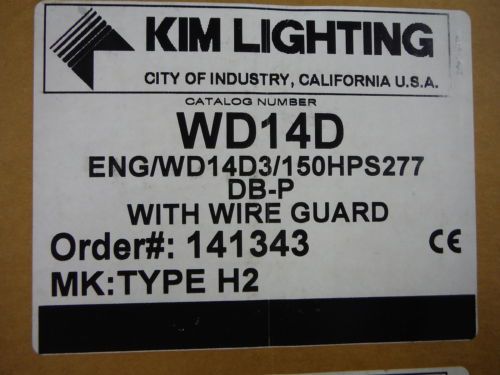 KIM LIGHTING
CITY OF INDUSTRY, CALIFORNIA U.S.A.
CATALOG NUMBER
WD14D
ENG/WD14D3/150HPS277
DB-P
WITH WIRE GUARD
Order#: 141343 CE
MK:TYPE H2